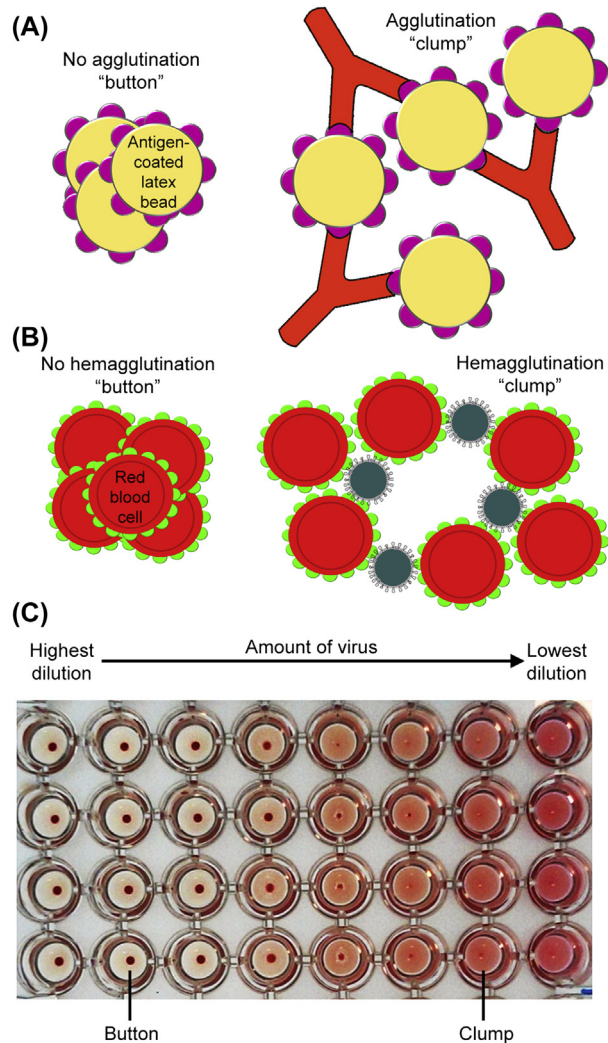 (A)
No agglutination
“button”
Agglutination
“clump”
Antigen-
coated
latex
bead
(B)
No hemagglutination
“button”
Hemagglutination
“clump”
Red
blood
cell
(C)
Highest
dilution
Amount of virus
Lowest
dilution
Button
Clump